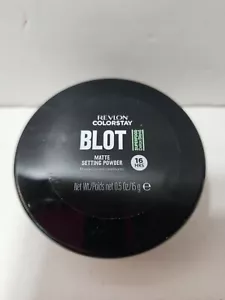 REVLON
COLORSTAY
BLOT
MATTE
SETTING POWDER
16
HRS
Net Wt./Poids net 0.5 Oz/15 g ℮